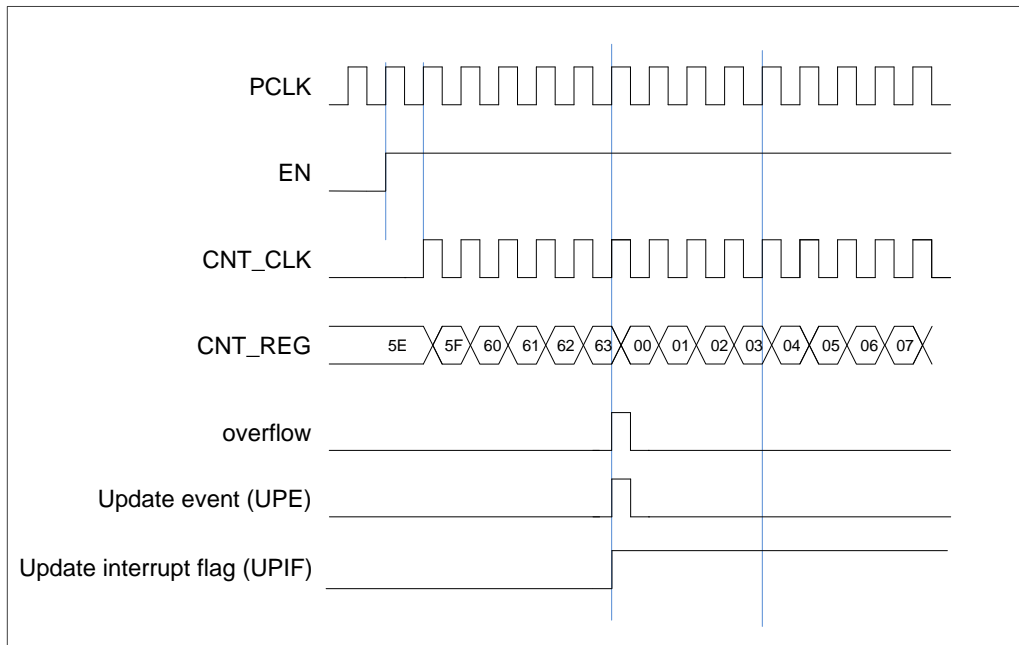 PCLK
EN
CNT_CLK
CNT_REG 5E 5F 60 61 62 63 00 01 02 03 04 05 06 07
overflow
Update event (UPE)
Update interrupt flag (UPIF)